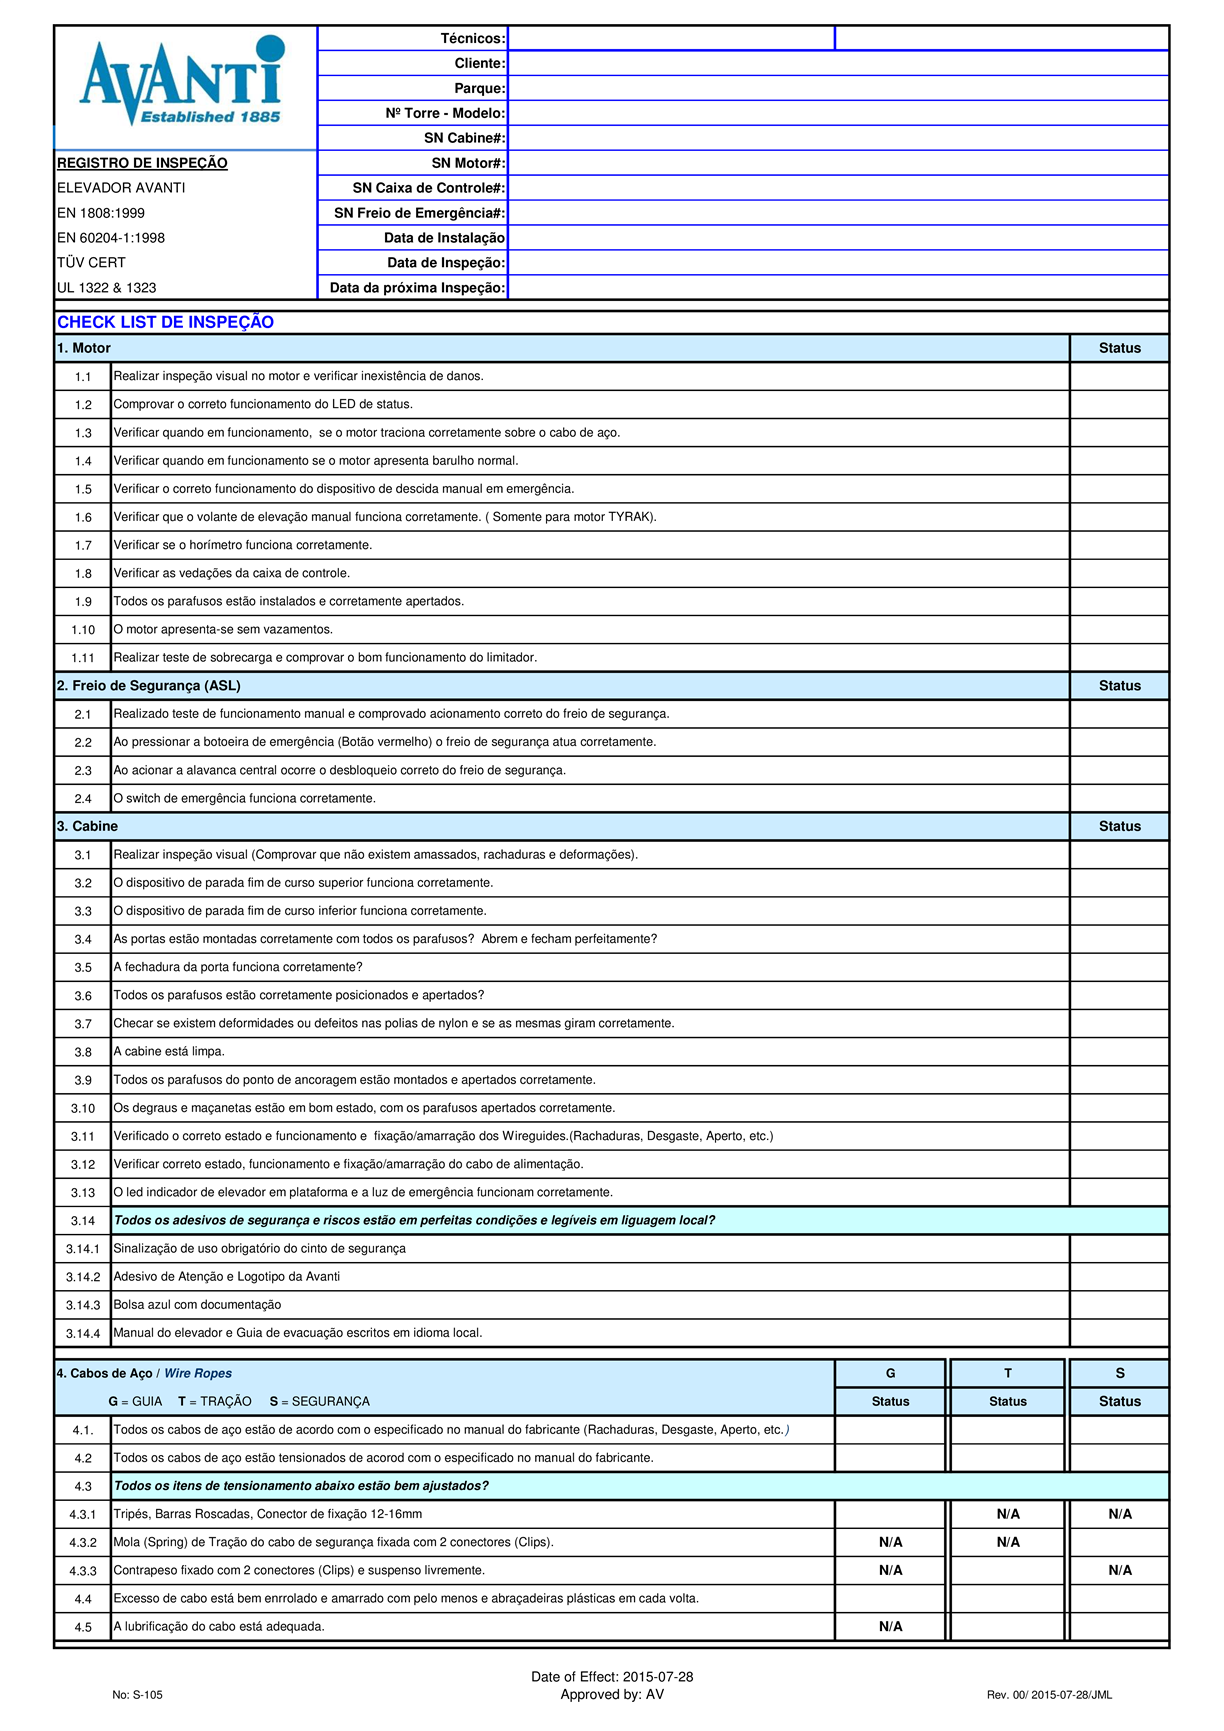 AVANTI
Established 1885
Técnicos:
Cliente:
Parque:
Nº Torre - Modelo:
SN Cabine#:
REGISTRO DE INSPEÇÃO
SN Motor#:
ELEVADOR AVANTI
SN Caixa de Controle#:
EN 1808:1999
SN Freio de Emergência#:
EN 60204-1:1998
Data de Instalação
TÜV CERT
Data de Inspeção:
UL 1322 & 1323
Data da próxima Inspeção:
CHECK LIST DE INSPEÇÃO
1. Motor Status
1.1 Realizar inspeção visual no motor e verificar inexistência de danos.
1.2 Comprovar o correto funcionamento do LED de status.
1.3 Verificar quando em funcionamento, se o motor traciona corretamente sobre o cabo de aço.
1.4 Verificar quando em funcionamento se o motor apresenta barulho normal.
1.5 Verificar o correto funcionamento do dispositivo de descida manual em emergência.
1.6 Verificar que o volante de elevação manual funciona corretamente. ( Somente para motor TYRAK).
1.7 Verificar se o horímetro funciona corretamente.
1.8 Verificar as vedações da caixa de controle.
1.9 Todos os parafusos estão instalados e corretamente apertados.
1.10 O motor apresenta-se sem vazamentos.
1.11 Realizar teste de sobrecarga e comprovar o bom funcionamento do limitador.
2. Freio de Segurança (ASL) Status
2.1 Realizado teste de funcionamento manual e comprovado acionamento correto do freio de segurança.
2.2 Ao pressionar a botoeira de emergência (Botão vermelho) o freio de segurança atua corretamente.
2.3 Ao acionar a alavanca central ocorre o desbloqueio correto do freio de segurança.
2.4 O switch de emergência funciona corretamente.
3. Cabine Status
3.1 Realizar inspeção visual (Comprovar que não existem amassados, rachaduras e deformações).
3.2 O dispositivo de parada fim de curso superior funciona corretamente.
3.3 O dispositivo de parada fim de curso inferior funciona corretamente.
3.4 As portas estão montadas corretamente com todos os parafusos? Abrem e fecham perfeitamente?
3.5 A fechadura da porta funciona corretamente?
3.6 Todos os parafusos estão corretamente posicionados e apertados?
3.7 Checar se existem deformidades ou defeitos nas polias de nylon e se as mesmas giram corretamente.
3.8 A cabine está limpa.
3.9 Todos os parafusos do ponto de ancoragem estão montados e apertados corretamente.
3.10 Os degraus e maçanetas estão em bom estado, com os parafusos apertados corretamente.
3.11 Verificado o correto estado e funcionamento e fixação/amarração dos Wireguides.(Rachaduras, Desgaste, Aperto, etc.)
3.12 Verificar correto estado, funcionamento e fixação/amarração do cabo de alimentação.
3.13 O led indicador de elevador em plataforma e a luz de emergência funcionam corretamente.
3.14 Todos os adesivos de segurança e riscos estão em perfeitas condições e legíveis em liguagem local?
3.14.1 Sinalização de uso obrigatório do cinto de segurança
3.14.2 Adesivo de Atenção e Logotipo da Avanti
3.14.3 Bolsa azul com documentação
3.14.4 Manual do elevador e Guia de evacuação escritos em idioma local.
4. Cabos de Aço / Wire Ropes G T S
G = GUIA T = TRAÇÃO S = SEGURANÇA Status Status Status
4.1. Todos os cabos de aço estão de acordo com o especificado no manual do fabricante (Rachaduras, Desgaste, Aperto, etc.)
4.2 Todos os cabos de aço estão tensionados de acorod com o especificado no manual do fabricante.
4.3 Todos os itens de tensionamento abaixo estão bem ajustados?
4.3.1 Tripés, Barras Roscadas, Conector de fixação 12-16mm N/A N/A
4.3.2 Mola (Spring) de Tração do cabo de segurança fixada com 2 conectores (Clips). N/A N/A
4.3.3 Contrapeso fixado com 2 conectores (Clips) e suspenso livremente. N/A N/A
4.4 Excesso de cabo está bem enrrolado e amarrado com pelo menos e abraçadeiras plásticas em cada volta.
4.5 A lubrificação do cabo está adequada. N/A
Date of Effect: 2015-07-28
No: S-105 Approved by: AV Rev. 00/ 2015-07-28/JML